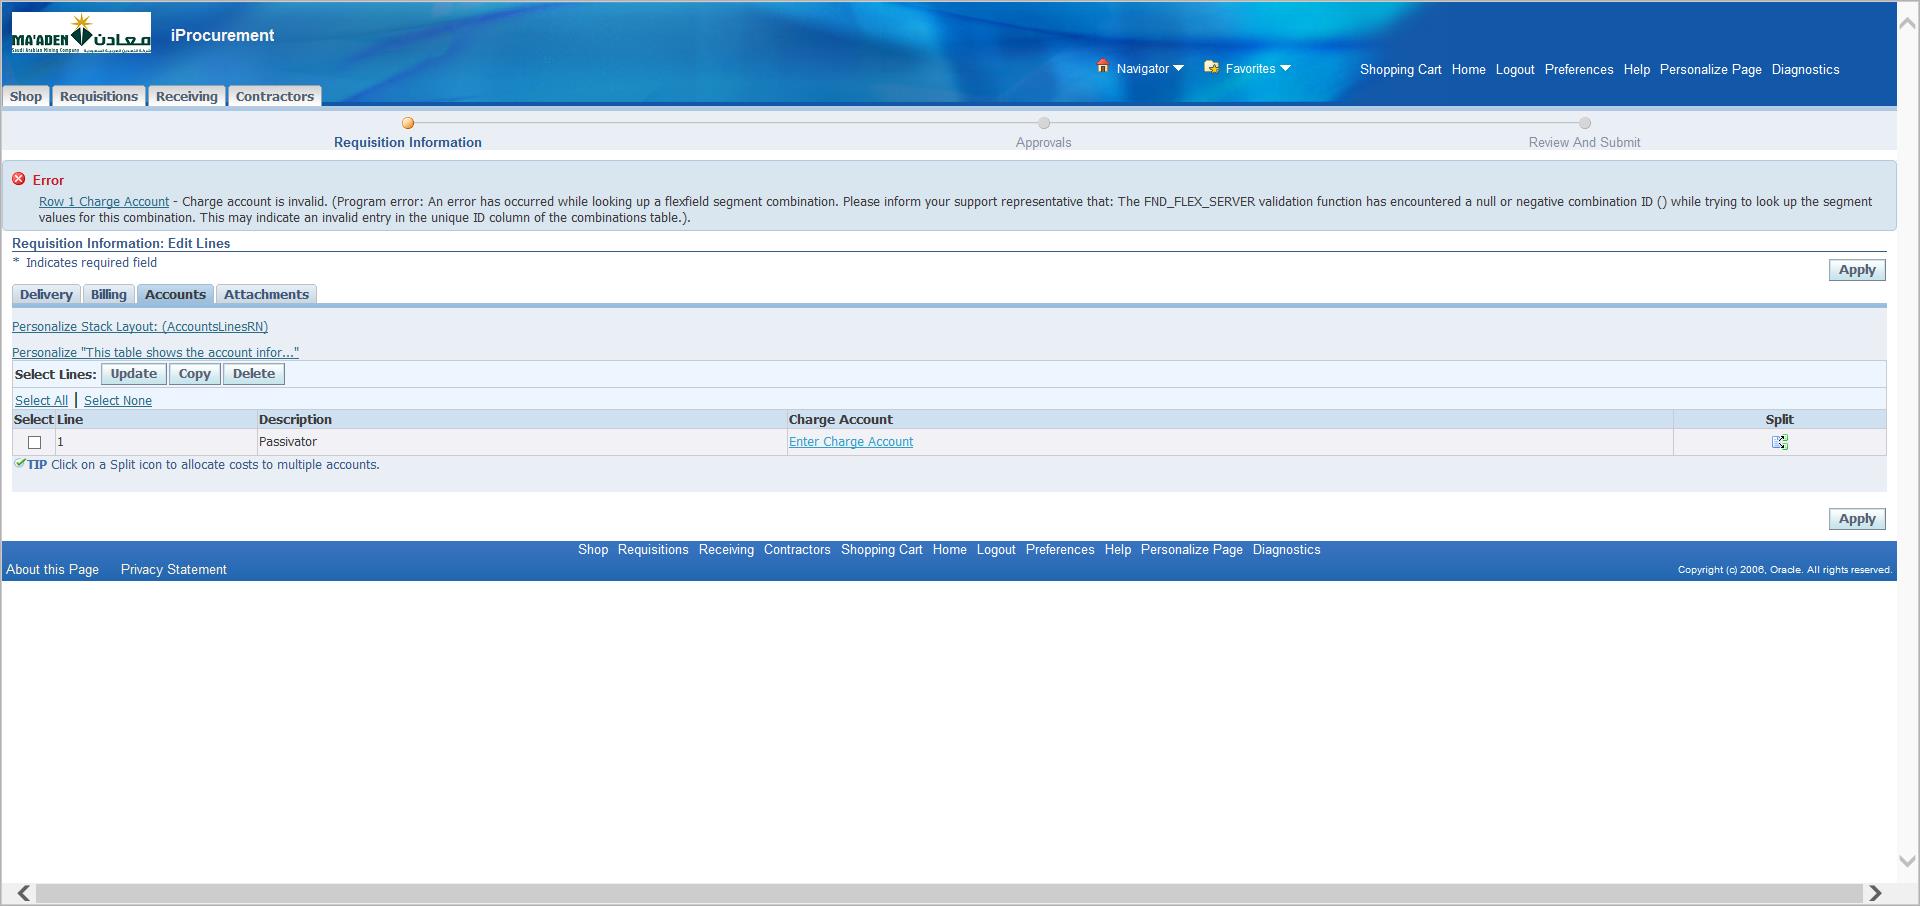 MA'ADEN معادن
Saudi Arabian Mining Company شركة التعدين العربية السعودية
iProcurement
Navigator Favorites Shopping Cart Home Logout Preferences Help Personalize Page Diagnostics
Shop Requisitions Receiving Contractors
Requisition Information Approvals Review And Submit
Error
Row 1 Charge Account - Charge account is invalid. (Program error: An error has occurred while looking up a flexfield segment combination. Please inform your support representative that: The FND_FLEX_SERVER validation function has encountered a null or negative combination ID () while trying to look up the segment
values for this combination. This may indicate an invalid entry in the unique ID column of the combinations table.).
Requisition Information: Edit Lines
* Indicates required field
Apply
Delivery Billing Accounts Attachments
Personalize Stack Layout: (AccountsLinesRN)
Personalize "This table shows the account infor..."
Select Lines: Update Copy Delete
Select All | Select None
Select Line Description Charge Account Split
1 Passivator Enter Charge Account
TIP Click on a Split icon to allocate costs to multiple accounts.
Apply
Shop Requisitions Receiving Contractors Shopping Cart Home Logout Preferences Help Personalize Page Diagnostics
About this Page Privacy Statement Copyright (c) 2006, Oracle. All rights reserved.